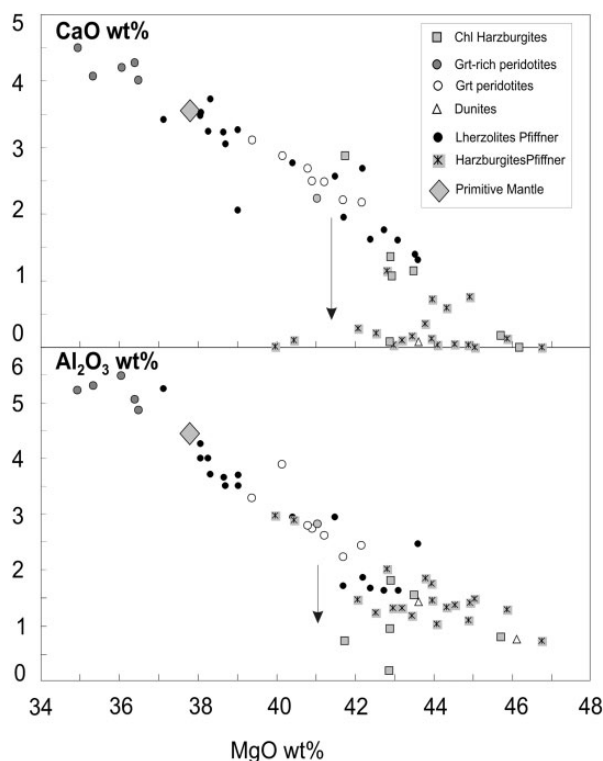 5
CaO wt%
4
3
2
1
0
Chl Harzburgites
Grt-rich peridotites
Grt peridotites
Dunites
Lherzolites Pfiffner
HarzburgitesPfiffner
Primitive Mantle
6
Al₂O₃ wt%
5
4
3
2
1
0
34 36 38 40 42 44 46 48
MgO wt%